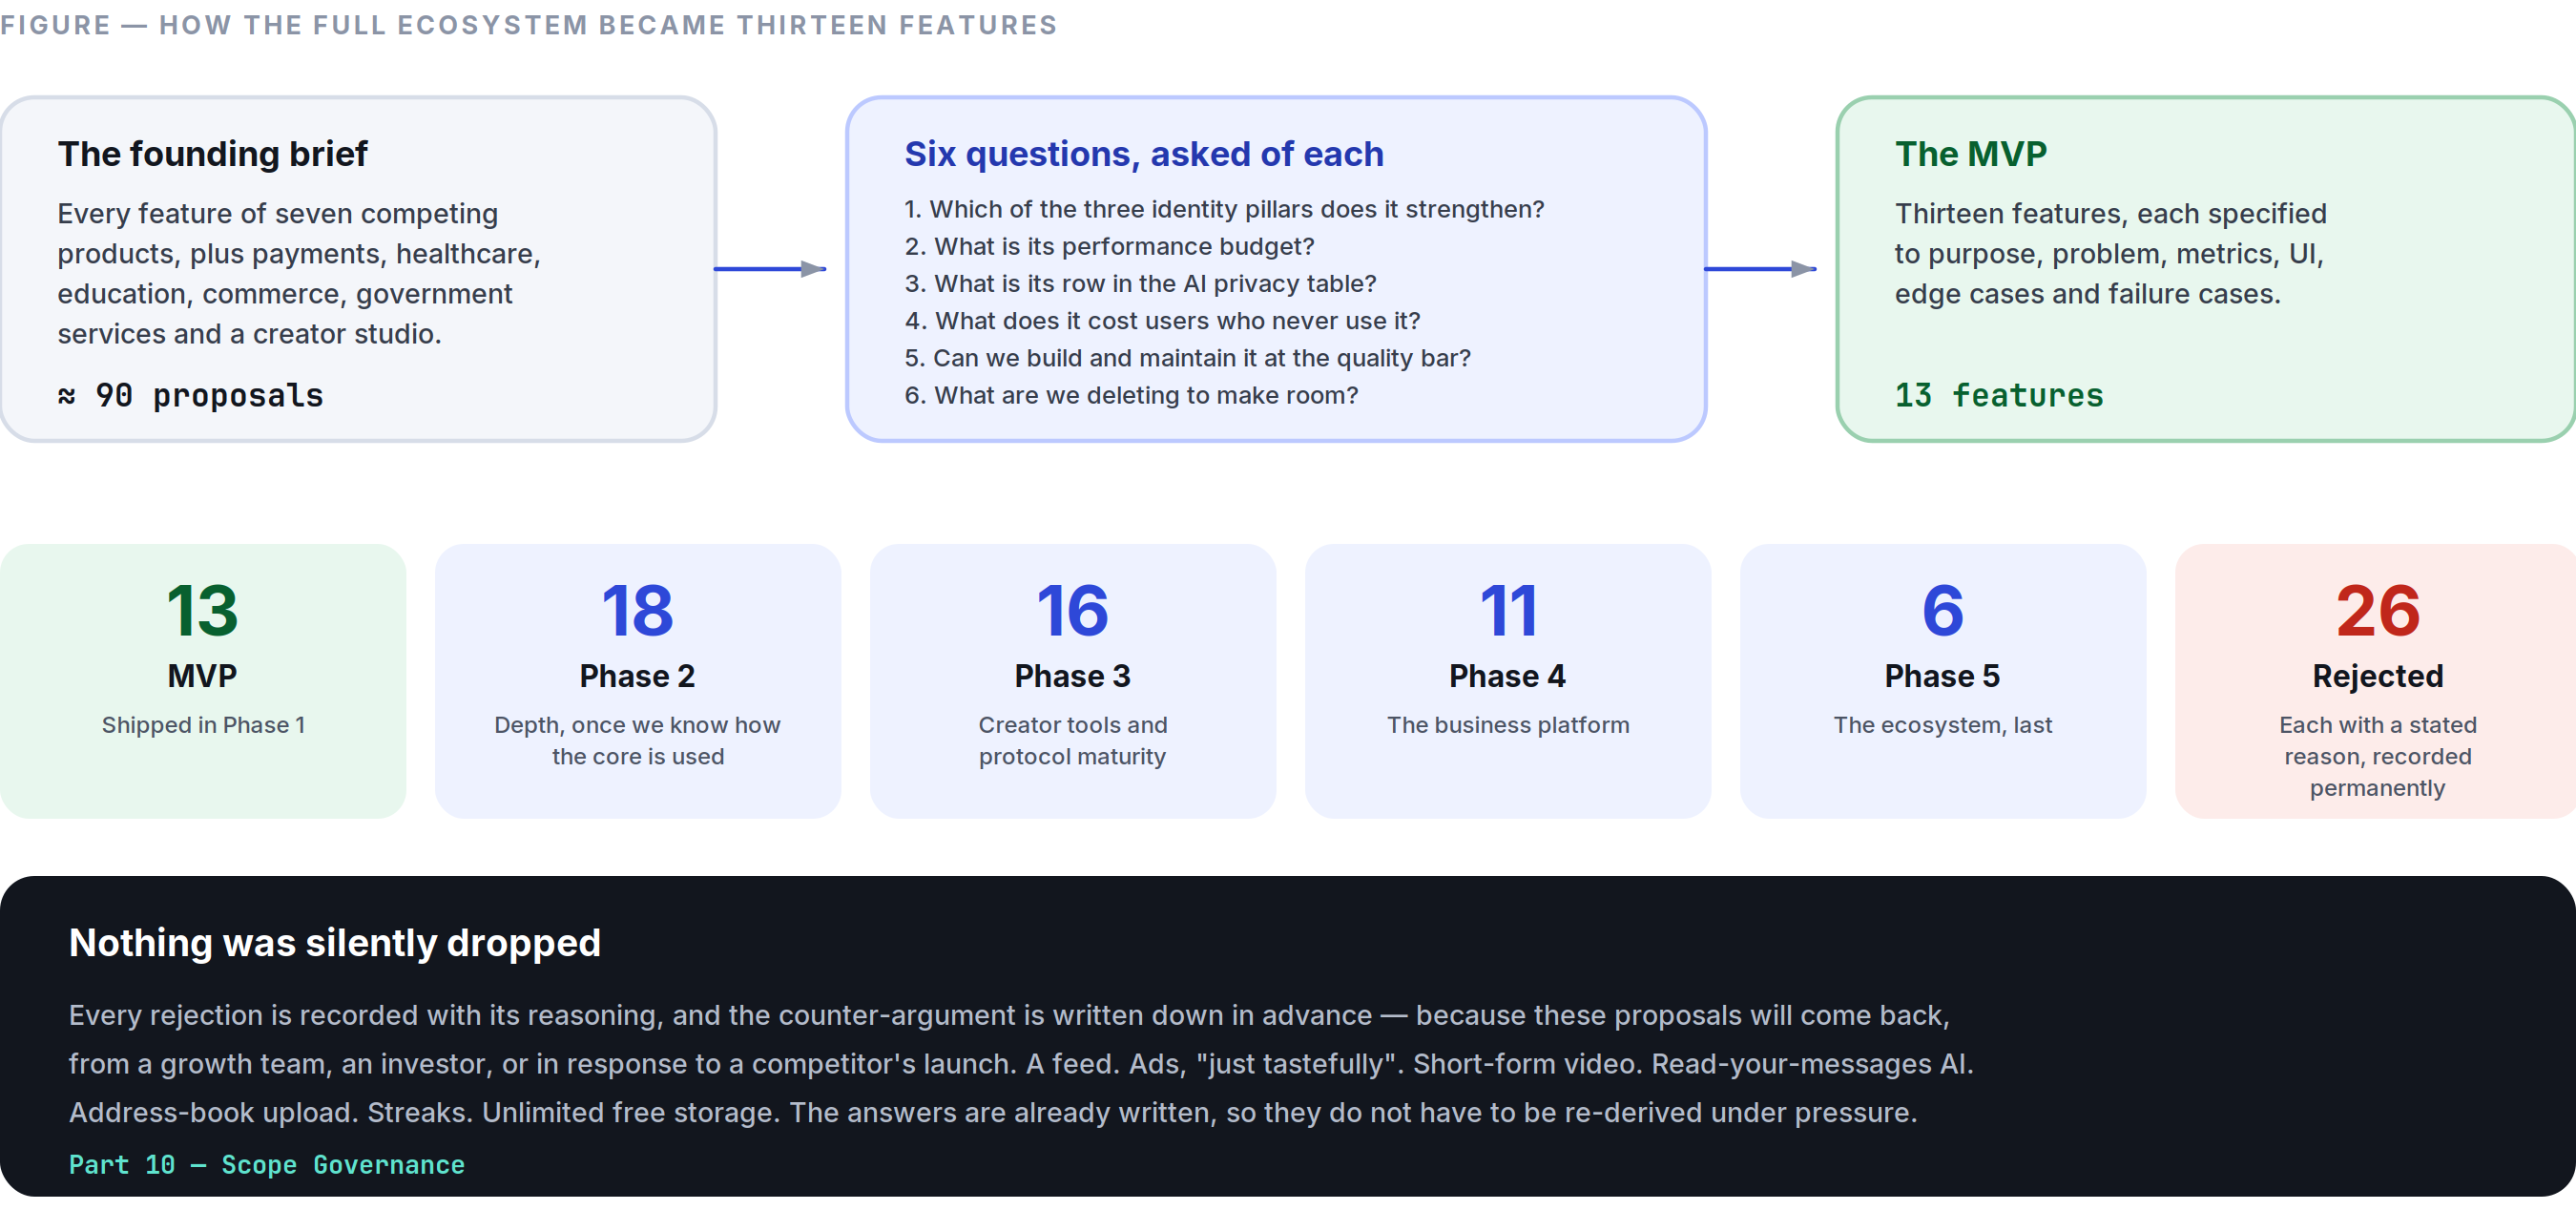 FIGURE — HOW THE FULL ECOSYSTEM BECAME THIRTEEN FEATURES
The founding brief
Every feature of seven competing
products, plus payments, healthcare,
education, commerce, government
services and a creator studio.
≈ 90 proposals
Six questions, asked of each
1. Which of the three identity pillars does it strengthen?
2. What is its performance budget?
3. What is its row in the AI privacy table?
4. What does it cost users who never use it?
5. Can we build and maintain it at the quality bar?
6. What are we deleting to make room?
The MVP
Thirteen features, each specified
to purpose, problem, metrics, UI,
edge cases and failure cases.
13 features
13
MVP
Shipped in Phase 1
18
Phase 2
Depth, once we know how
the core is used
16
Phase 3
Creator tools and
protocol maturity
11
Phase 4
The business platform
6
Phase 5
The ecosystem, last
26
Rejected
Each with a stated
reason, recorded
permanently
Nothing was silently dropped
Every rejection is recorded with its reasoning, and the counter-argument is written down in advance — because these proposals will come back,
from a growth team, an investor, or in response to a competitor's launch. A feed. Ads, "just tastefully". Short-form video. Read-your-messages AI.
Address-book upload. Streaks. Unlimited free storage. The answers are already written, so they do not have to be re-derived under pressure.
Part 10 — Scope Governance